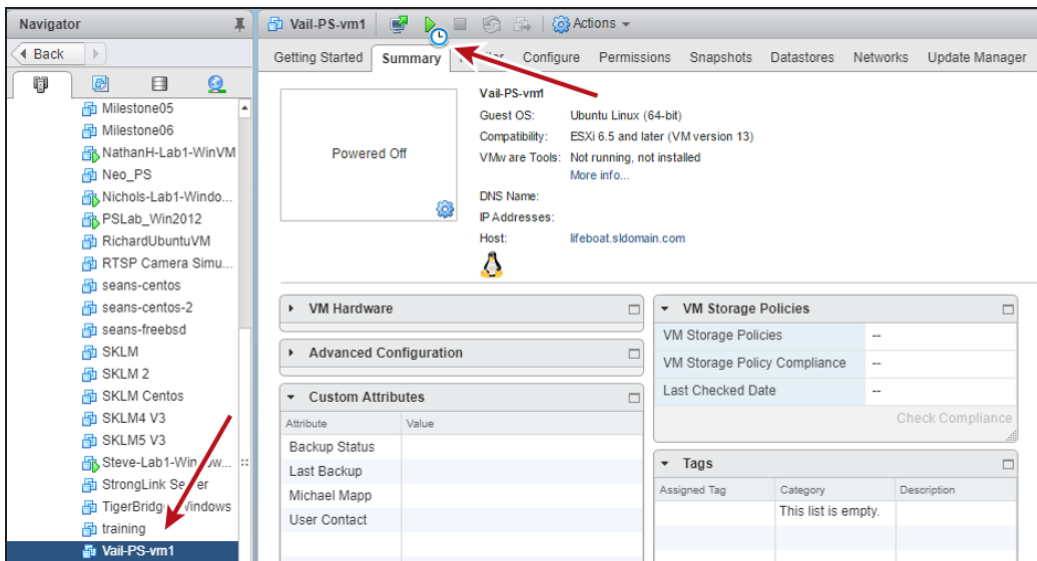 Navigator
Vail-PS-vm1
Actions
Back
Getting Started Summary Configure Permissions Snapshots Datastores Networks Update Manager
Milestone05
Milestone06
NathanH-Lab1-WinVM
Neo_PS
Nichols-Lab1-Windo...
PSLab_Win2012
RichardUbuntuVM
RTSP Camera Simu...
seans-centos
seans-centos-2
seans-freebsd
SKLM
SKLM 2
SKLM Centos
SKLM4 V3
SKLM5 V3
Steve-Lab1-Window...
StrongLink Server
TigerBridge Windows
training
Vail-PS-vm1
Powered Off
Vail-PS-vm1
Guest OS: Ubuntu Linux (64-bit)
Compatibility: ESXi 6.5 and later (VM version 13)
VMware Tools: Not running, not installed
More info...
DNS Name:
IP Addresses:
Host: lifeboat.sldomain.com
VM Hardware
Advanced Configuration
Custom Attributes
Attribute Value
Backup Status
Last Backup
Michael Mapp
User Contact
VM Storage Policies
VM Storage Policies --
VM Storage Policy Compliance --
Last Checked Date --
Check Compliance
Tags
Assigned Tag Category Description
This list is empty.